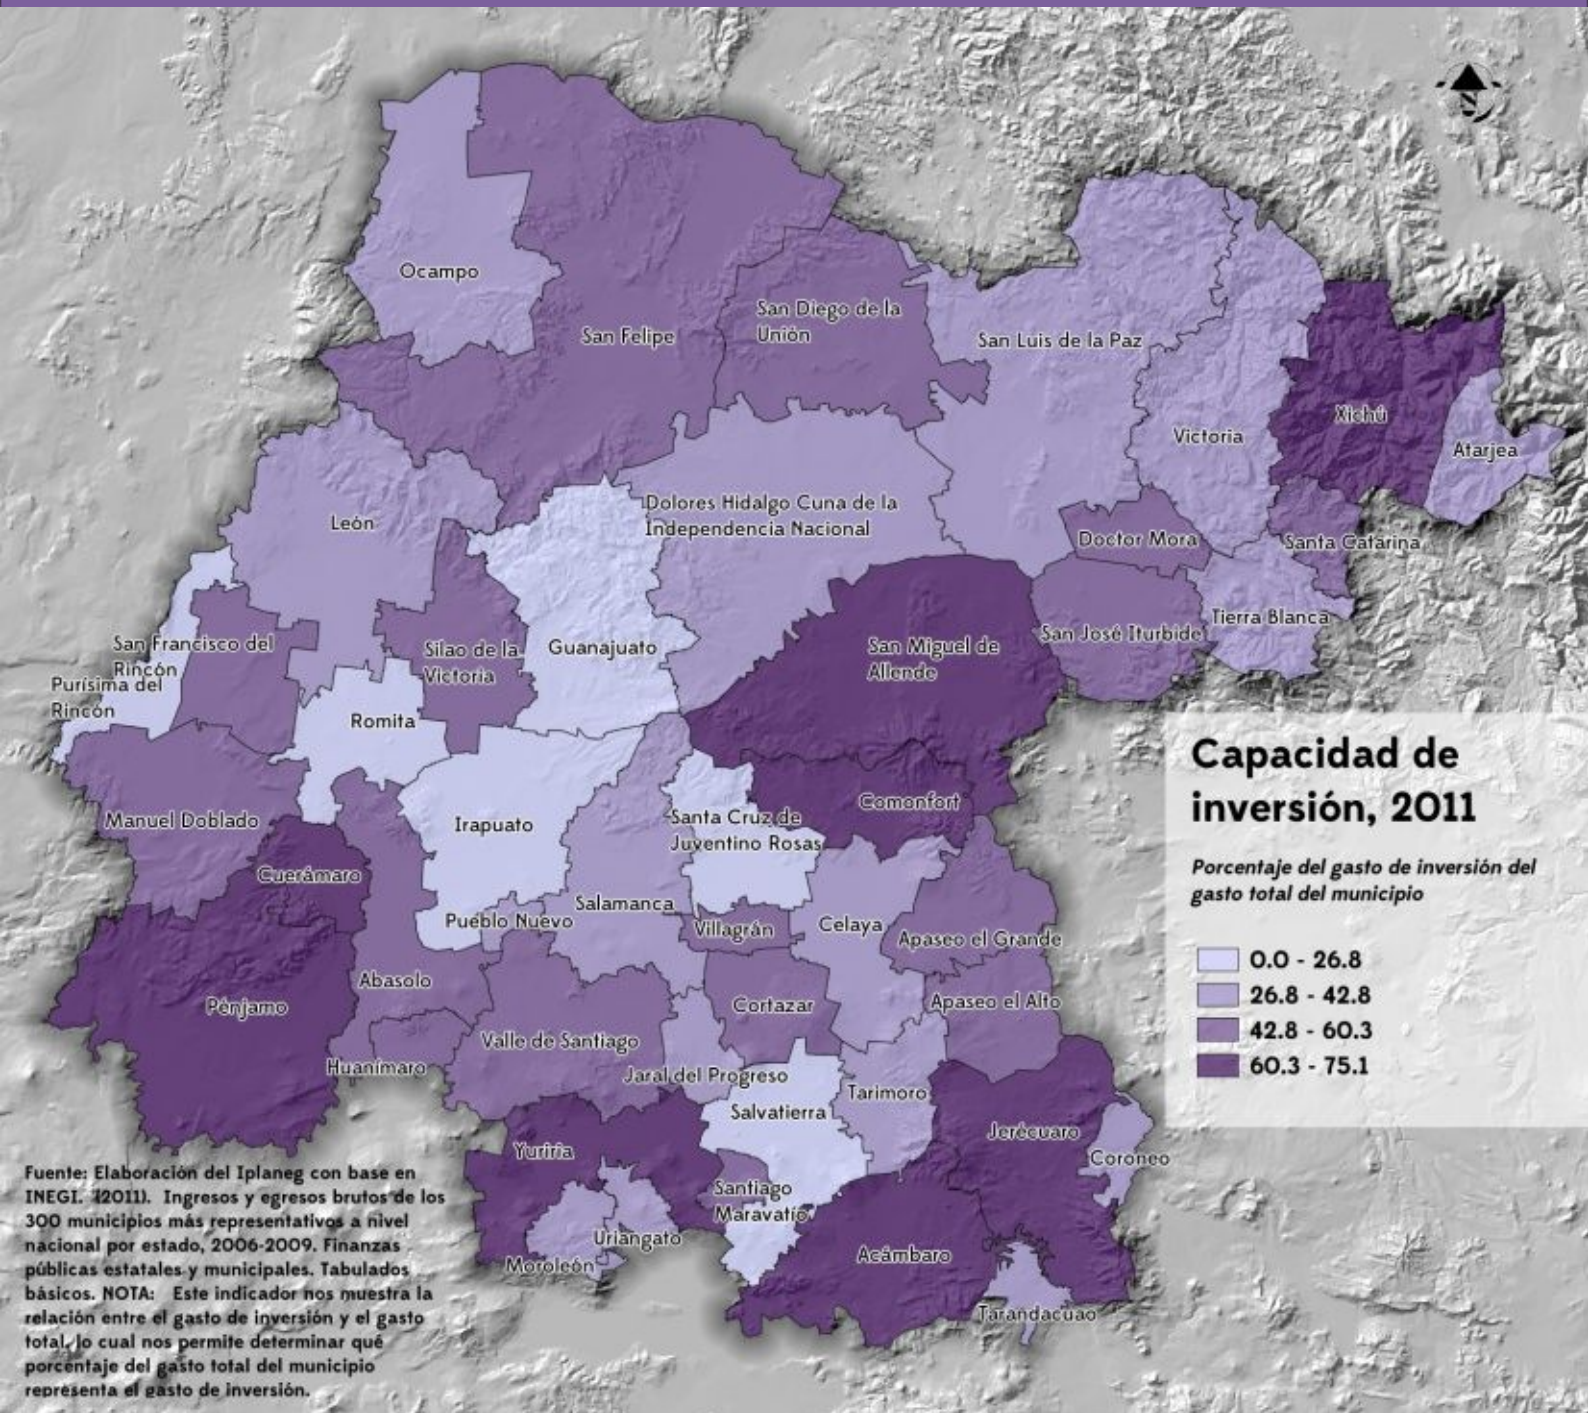 Ocampo
San Felipe
San Diego de la
Unión
San Luis de la Paz
Xichú
Victoria
Atarjea
León
Dolores Hidalgo Cuna de la
Independencia Nacional
Doctor Mora
Santa Catarina
Tierra Blanca
San José Iturbide
San Francisco del
Rincón
Purísima del
Rincón
Silao de la
Victoria
Guanajuato
San Miguel de
Allende
Romita
Manuel Doblado
Irapuato
Santa Cruz de
Juventino Rosas
Comonfort
Cuerámaro
Salamanca
Pueblo Nuevo
Villagrán
Celaya
Apaseo el Grande
Abasolo
Pénjamo
Cortazar
Apaseo el Alto
Valle de Santiago
Huanímaro
Jaral del Progreso
Tarimoro
Salvatierra
Jerécuaro
Yuriria
Coroneo
Santiago
Maravatío
Uriangato
Moroleón
Acámbaro
Tarandacuao
Capacidad de
inversión, 2011
Porcentaje del gasto de inversión del
gasto total del municipio
0.0 - 26.8
26.8 - 42.8
42.8 - 60.3
60.3 - 75.1
Fuente: Elaboración del Iplaneg con base en
INEGI. (2011). Ingresos y egresos brutos de los
300 municipios más representativos a nivel
nacional por estado, 2006-2009. Finanzas
públicas estatales y municipales. Tabulados
básicos. NOTA: Este indicador nos muestra la
relación entre el gasto de inversión y el gasto
total, lo cual nos permite determinar qué
porcentaje del gasto total del municipio
representa el gasto de inversión.